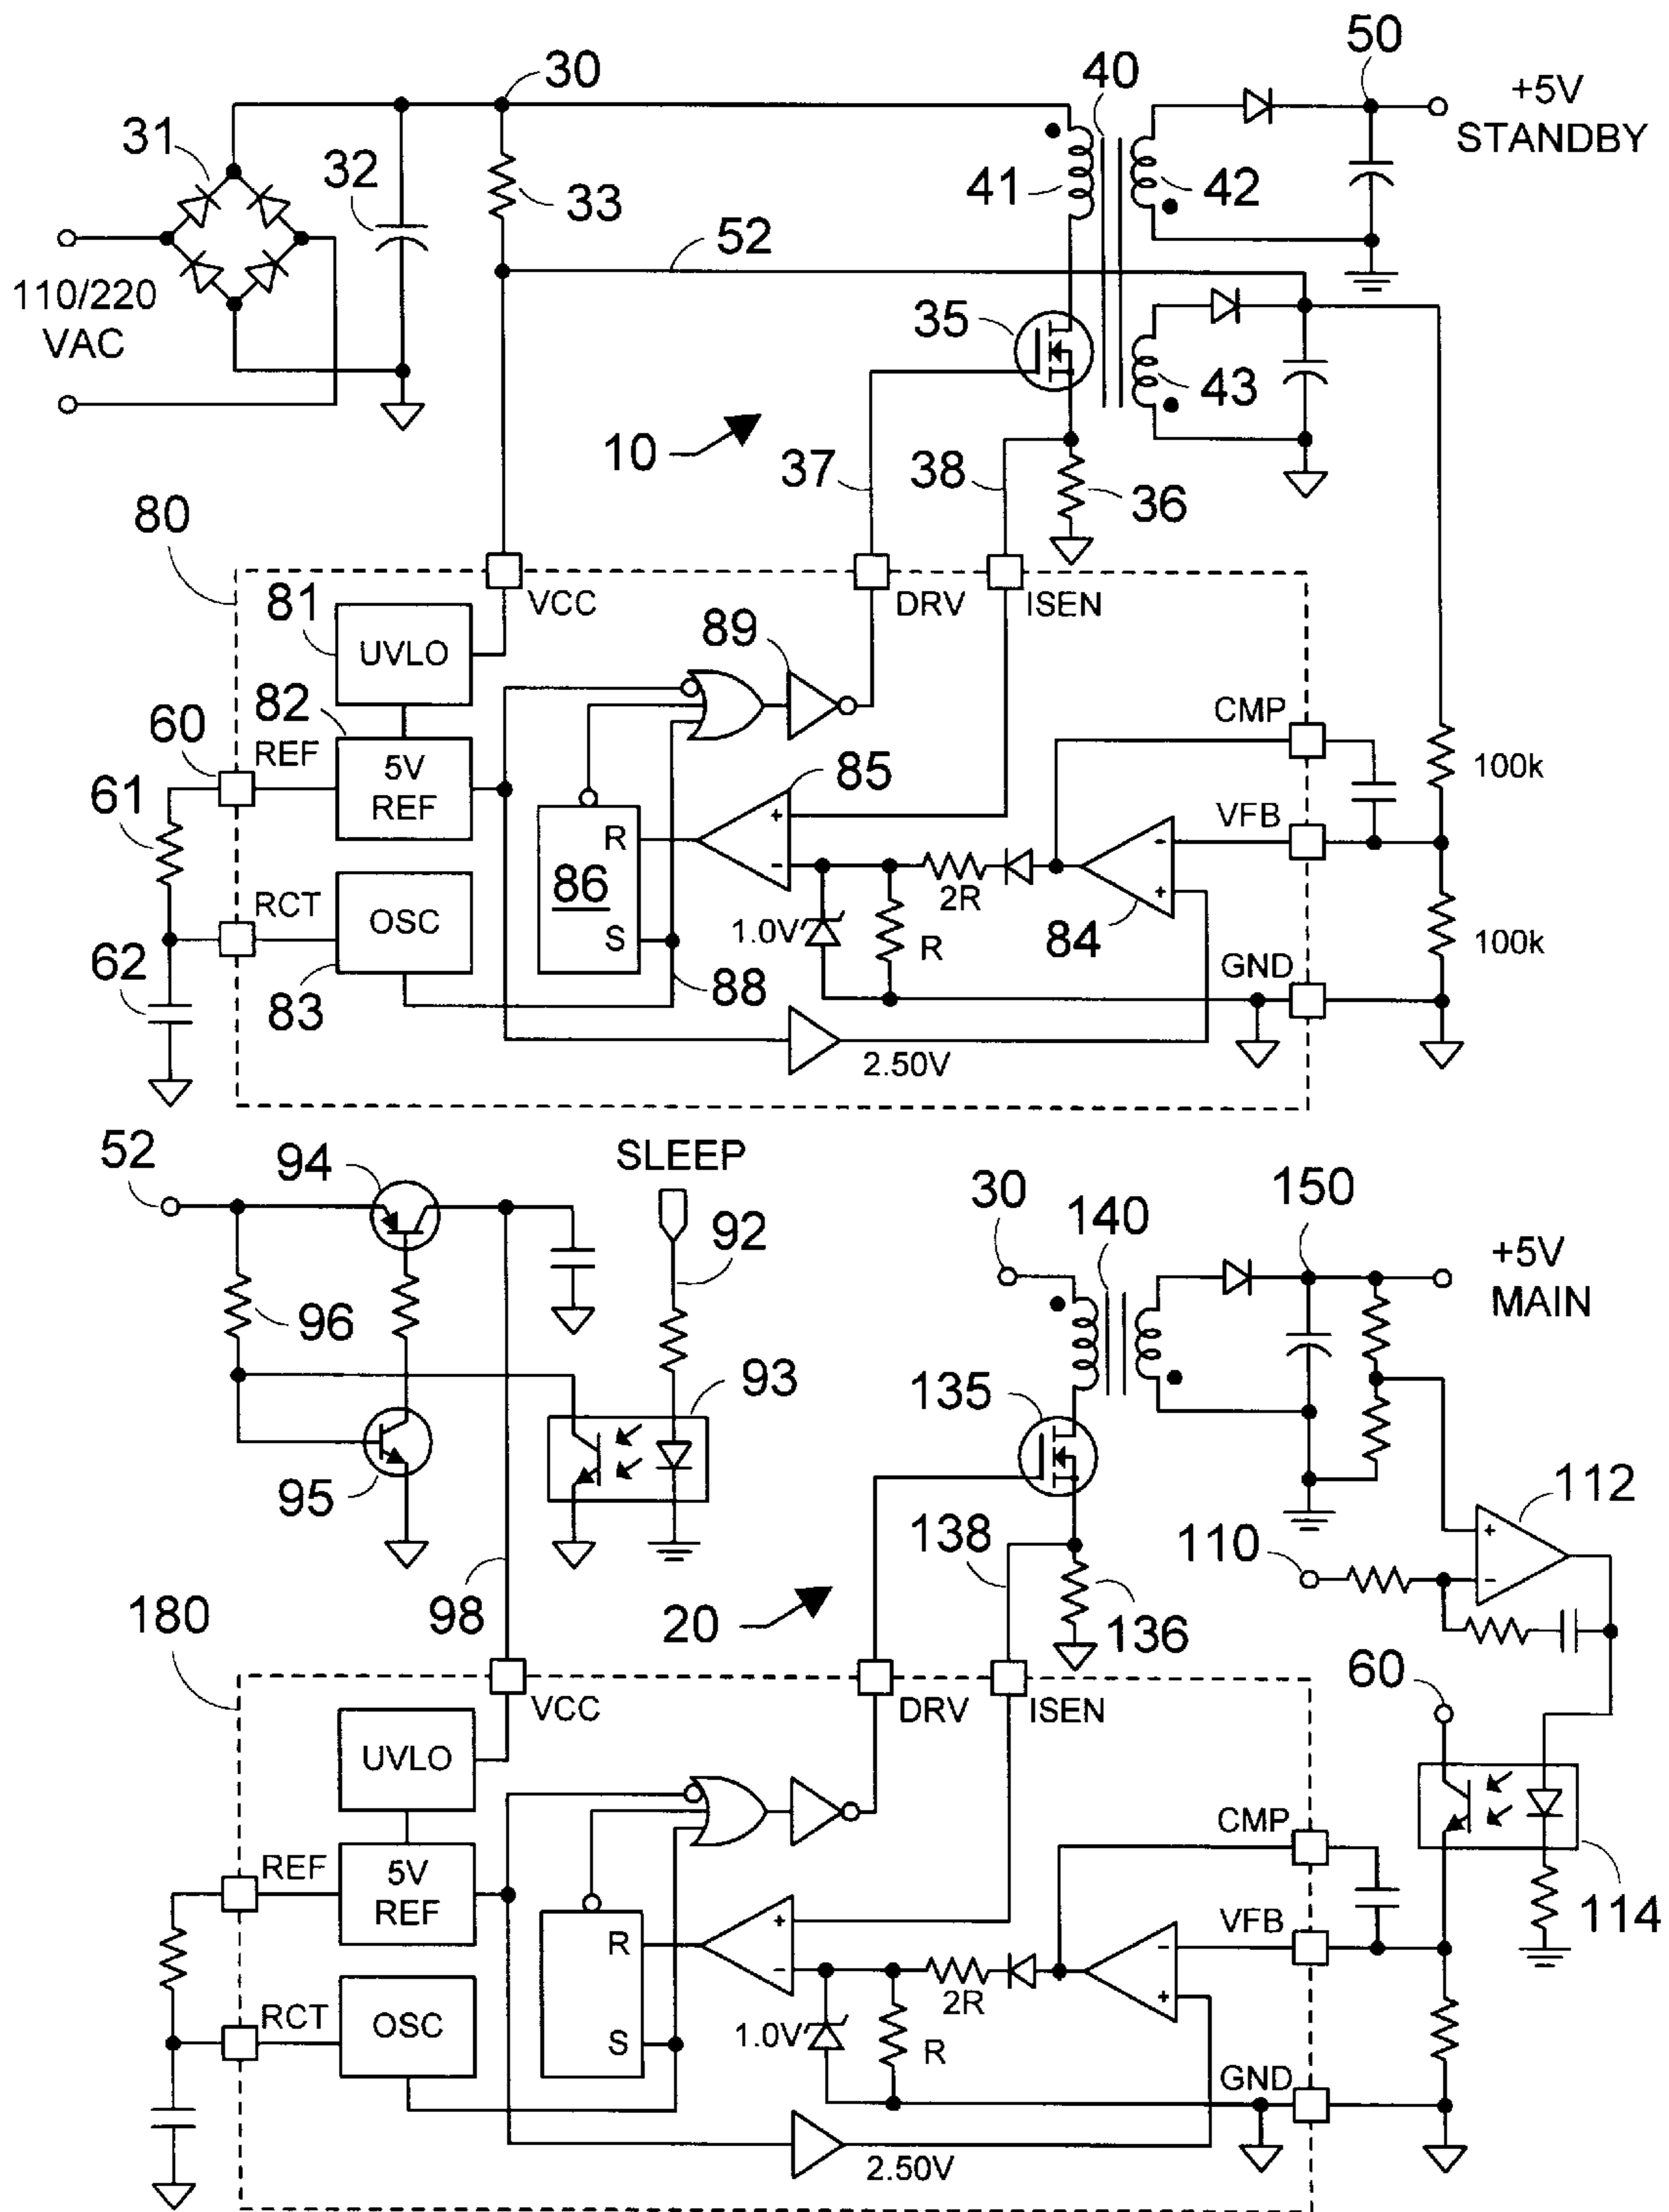 50
30
40
+5V
STANDBY
31
32
33
41
42
52
110/220
VAC
35
43
10
37
38
36
80
VCC
DRV
ISEN
81
UVLO
89
82
CMP
60
REF
5V
REF
85
100k
61
VFB
R
RCT
OSC
86
2R
1.0V
84
S
R
100k
62
88
GND
83
2.50V
52
94
SLEEP
30
150
92
140
+5V
MAIN
96
93
135
95
112
138
110
180
98
20
136
60
VCC
DRV
ISEN
UVLO
CMP
REF
5V
REF
114
VFB
R
RCT
OSC
2R
1.0V
S
R
GND
2.50V